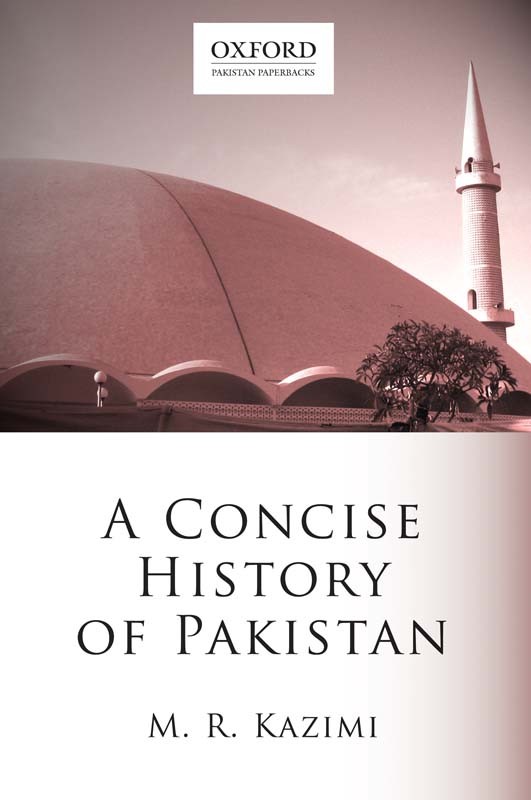 OXFORD
PAKISTAN PAPERBACKS
A CONCISE
HISTORY
OF PAKISTAN
M. R. KAZIMI